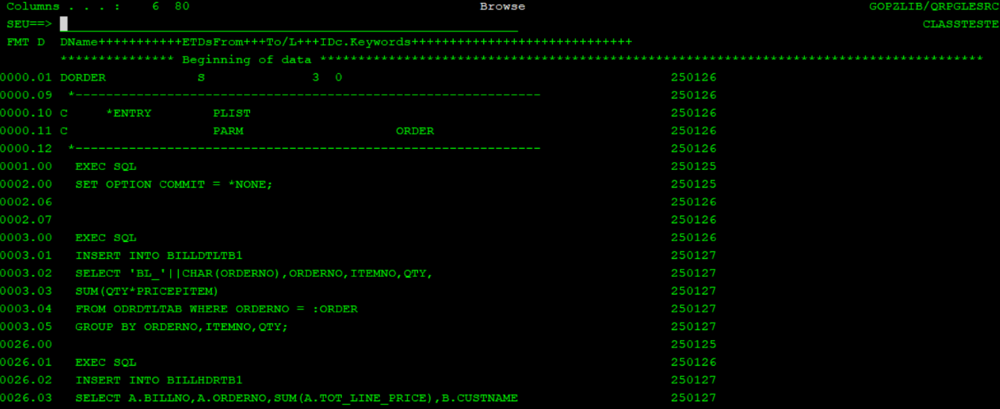 Columns . . . :    6  80                                      Browse                                             GOPZLIB/QRPGLESRC
SEU==>                                                                                                                  CLASSTESTE
FMT D  DName+++++++++++ETDsFrom+++To/L+++IDc.Keywords+++++++++++++++++++++++++++++
       *************** Beginning of data ****************************************************************************************
0000.01 DORDER            S              3  0                                            250126
0000.09  *-------------------------------------------------------------                  250126
0000.10 C     *ENTRY        PLIST                                                        250126
0000.11 C                   PARM                    ORDER                                250126
0000.12  *-------------------------------------------------------------                  250126
0001.00   EXEC SQL                                                                       250125
0002.00   SET OPTION COMMIT = *NONE;                                                     250125
0002.06                                                                                  250126
0002.07                                                                                  250126
0003.00   EXEC SQL                                                                       250126
0003.01   INSERT INTO BILLDTLTB1                                                         250127
0003.02   SELECT 'BL_'||CHAR(ORDERNO),ORDERNO,ITEMNO,QTY,                                250127
0003.03   SUM(QTY*PRICEPITEM)                                                            250127
0003.04   FROM ODRDTLTAB WHERE ORDERNO = :ORDER                                          250127
0003.05   GROUP BY ORDERNO,ITEMNO,QTY;                                                   250127
0026.00                                                                                  250125
0026.01   EXEC SQL                                                                       250126
0026.02   INSERT INTO BILLHDRTB1                                                         250127
0026.03   SELECT A.BILLNO,A.ORDERNO,SUM(A.TOT_LINE_PRICE),B.CUSTNAME                     250127